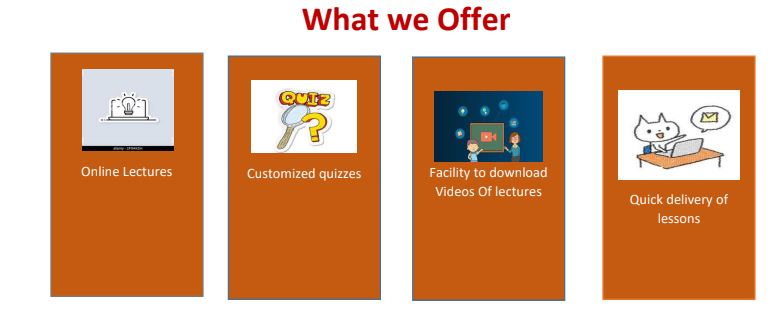 What we Offer
QUIZ
Online Lectures
Customized quizzes
Facility to download
Videos Of lectures
Quick delivery of
lessons